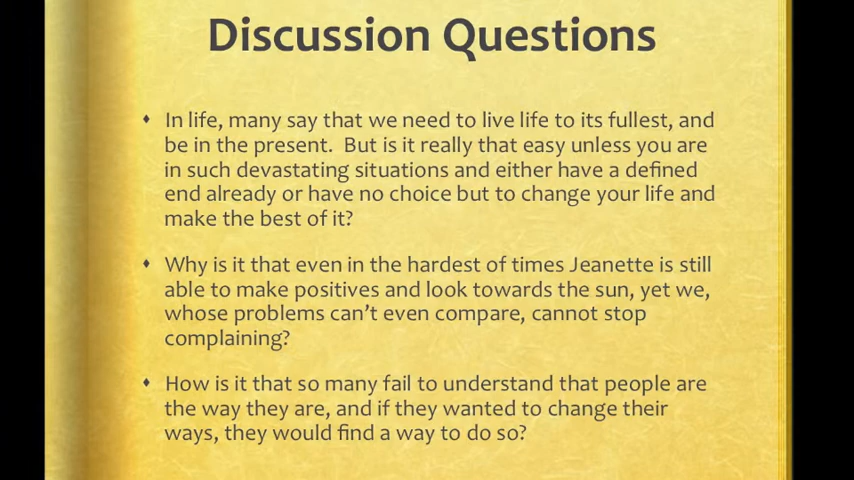 Discussion Questions
In life, many say that we need to live life to its fullest, and
be in the present. But is it really that easy unless you are
in such devastating situations and either have a defined
end already or have no choice but to change your life and
make the best of it?
Why is it that even in the hardest of times Jeanette is still
able to make positives and look towards the sun, yet we,
whose problems can't even compare, cannot stop
complaining?
How is it that so many fail to understand that people are
the way they are, and if they wanted to change their
ways, they would find a way to do so?